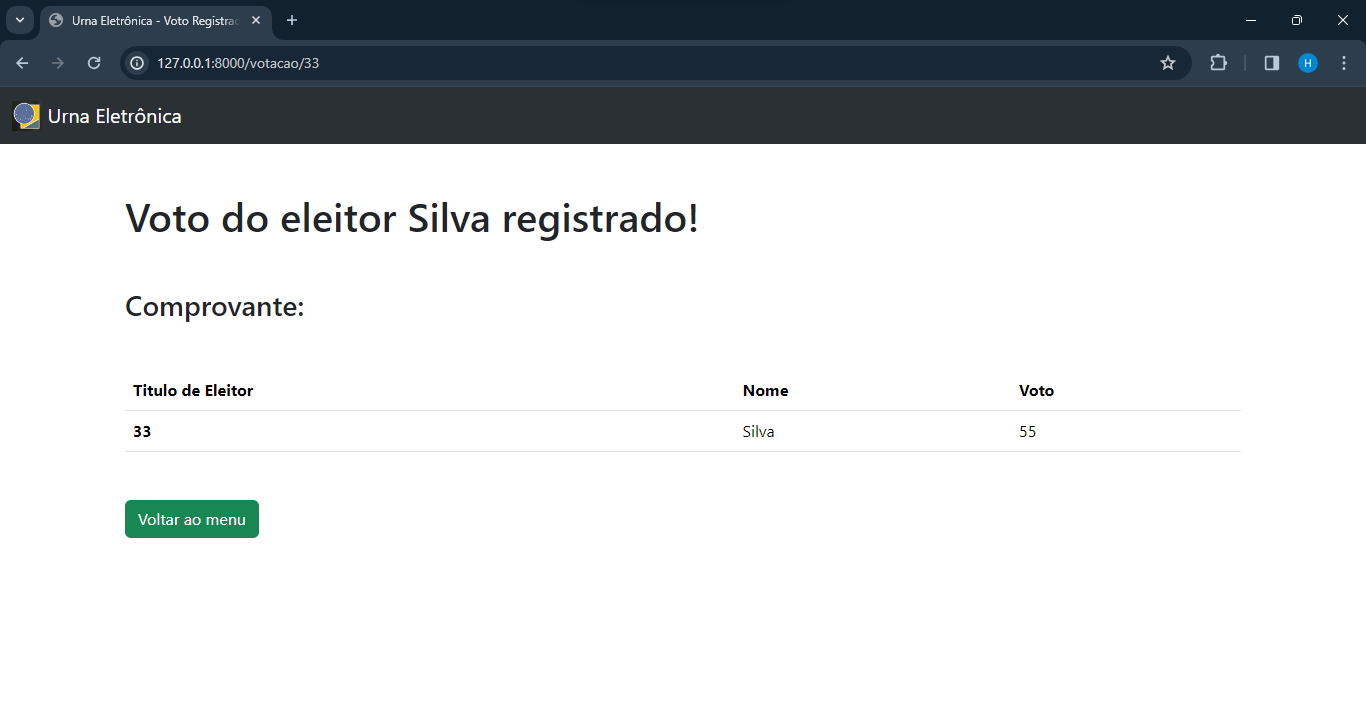 Urna Eletrônica - Voto Registrad
127.0.0.1:8000/votacao/33
H
Urna Eletrônica
Voto do eleitor Silva registrado!
Comprovante:
Titulo de Eleitor Nome Voto
33 Silva 55
Voltar ao menu